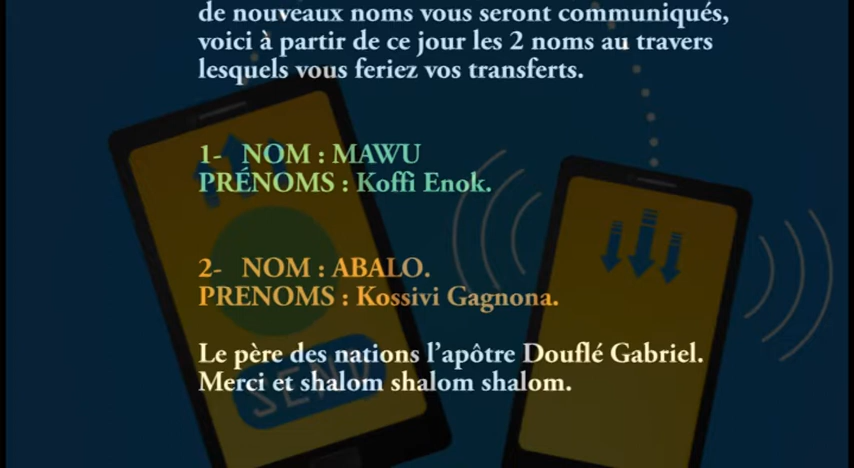 de nouveaux noms vous seront communiqués,
voici à partir de ce jour les 2 noms au travers
lesquels vous feriez vos transferts.
1- NOM : MAWU
PRÉNOMS : Koffi Enok.
2- NOM : ABALO.
PRENOMS : Kossivi Gagnona.
Le père des nations l'apôtre Douflé Gabriel.
Merci et shalom shalom shalom.
SEND